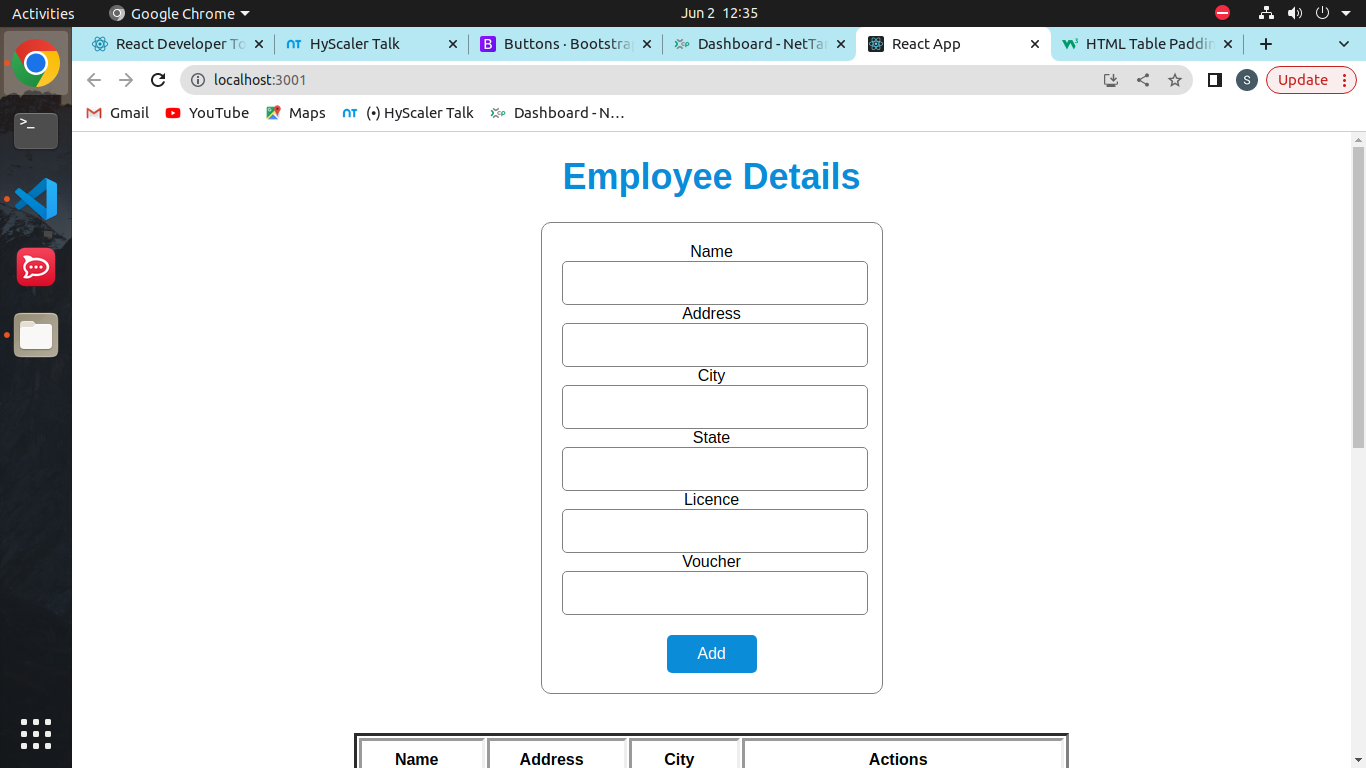 Activities Google Chrome Jun 2 12:35
React Developer To HyScaler Talk Buttons · Bootstrap Dashboard - NetTar React App HTML Table Paddin
localhost:3001 S Update
Gmail YouTube Maps (•) HyScaler Talk Dashboard - N...
Employee Details
Name
Address
City
State
Licence
Voucher
Add
Name Address City Actions